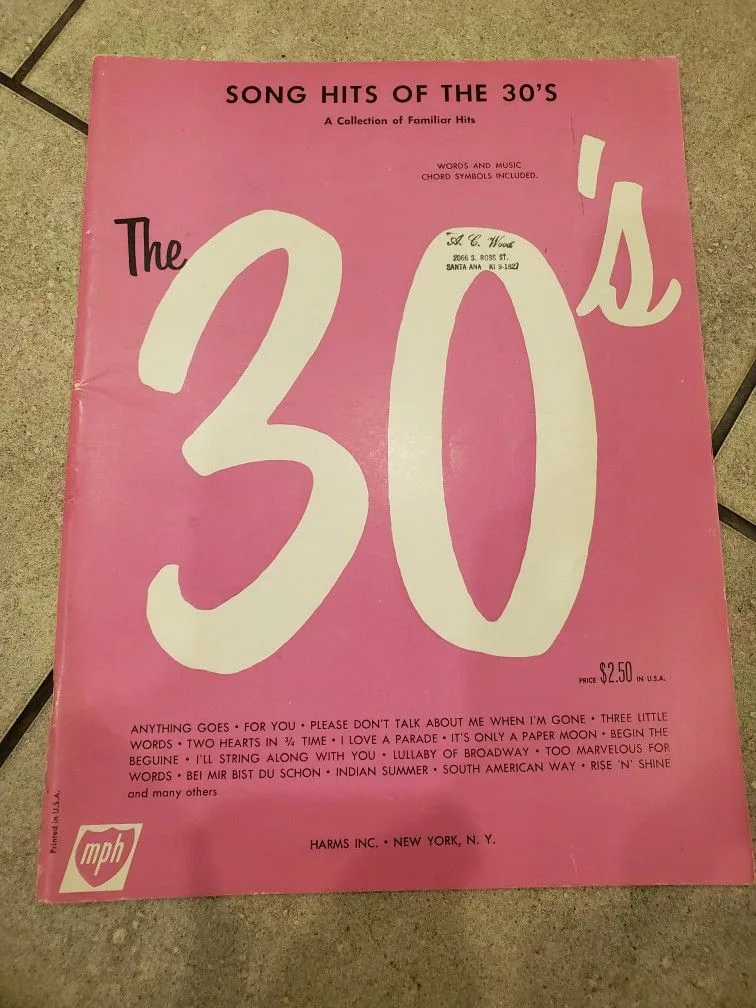 SONG HITS OF THE 30'S
A Collection of Familiar Hits
WORDS AND MUSIC
CHORD SYMBOLS INCLUDED.
The 30's
A. C. Woods
2066 S. ROSS ST.
SANTA ANA KI 9-1827
PRICE $2.50 IN U.S.A.
ANYTHING GOES • FOR YOU • PLEASE DON'T TALK ABOUT ME WHEN I'M GONE • THREE LITTLE
WORDS • TWO HEARTS IN ¾ TIME • I LOVE A PARADE • IT'S ONLY A PAPER MOON • BEGIN THE
BEGUINE • I'LL STRING ALONG WITH YOU • LULLABY OF BROADWAY • TOO MARVELOUS FOR
WORDS • BEI MIR BIST DU SCHON • INDIAN SUMMER • SOUTH AMERICAN WAY • RISE 'N' SHINE
and many others
Printed in U.S.A.
mph
HARMS INC. • NEW YORK, N. Y.